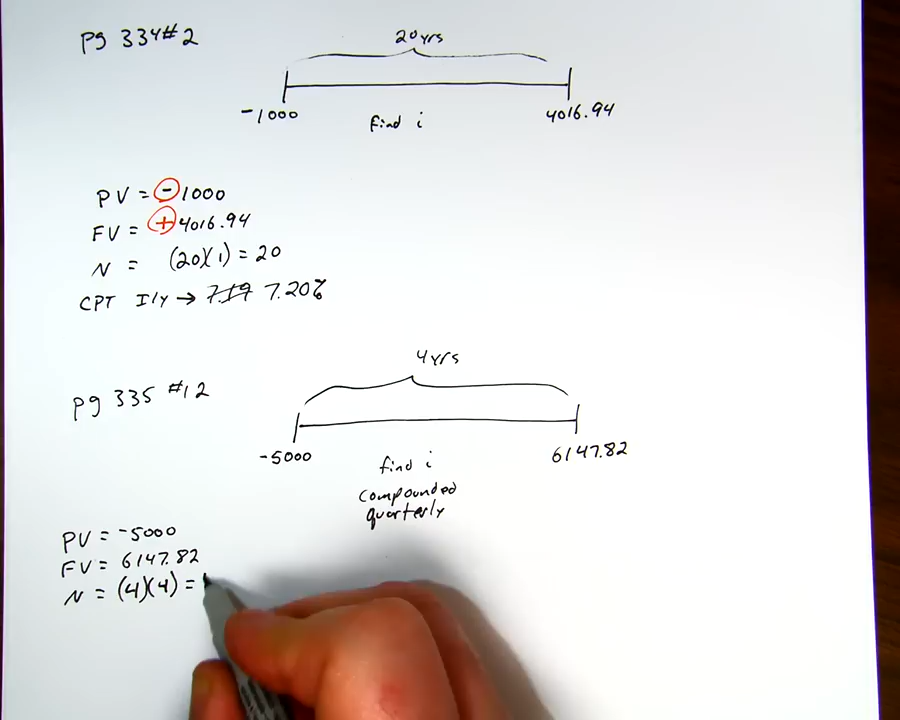 pg 334#2
20yrs
-1000 find i 4016.94
PV = -1000
FV = +4016.94
N = (20)(1) = 20
CPT I/y → 7.19 7.20%
4yrs
pg 335 #12
-5000 find i 6147.82
compounded
quarterly
PV = -5000
FV = 6147.82
N = (4)(4) =